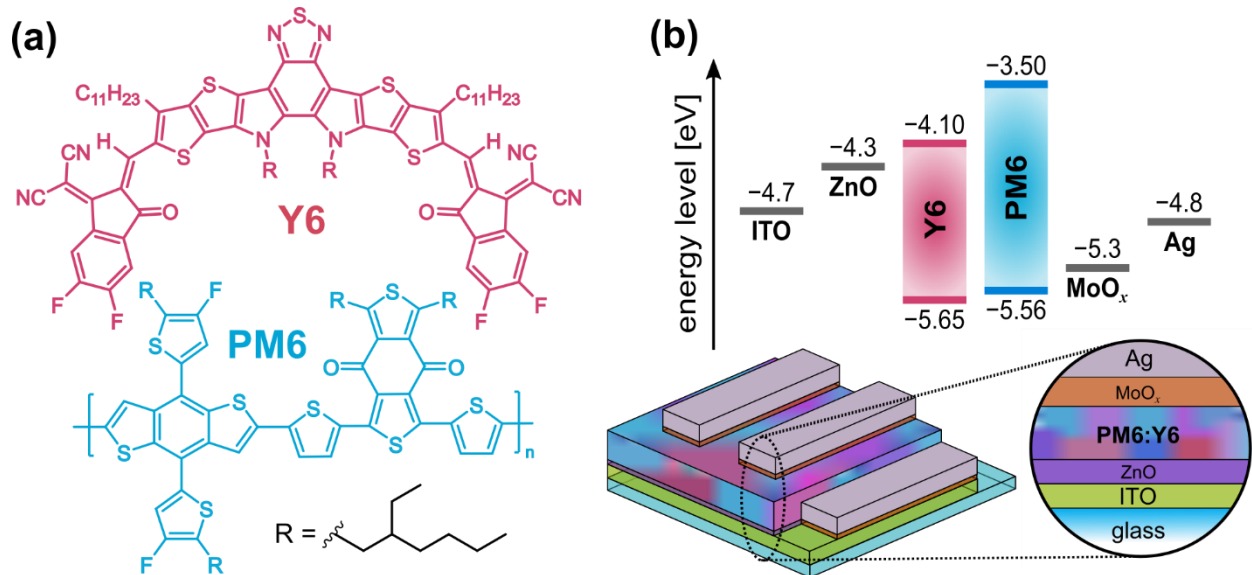 (a)
S
N N
C₁₁H₂₃ S S C₁₁H₂₃
S N N S
H R R H
CN CN NC NC
NC O Y6 O CN
F F F F
R F
S
PM6
R S R
O O
S S S
S S n
S
F R
R =
(b)
energy level [eV]
−3.50
−4.10
−4.3
ZnO
−4.7
ITO
Y6
PM6
−4.8
Ag
−5.3
MoOₓ
−5.65
−5.56
Ag
MoOₓ
PM6:Y6
ZnO
ITO
glass